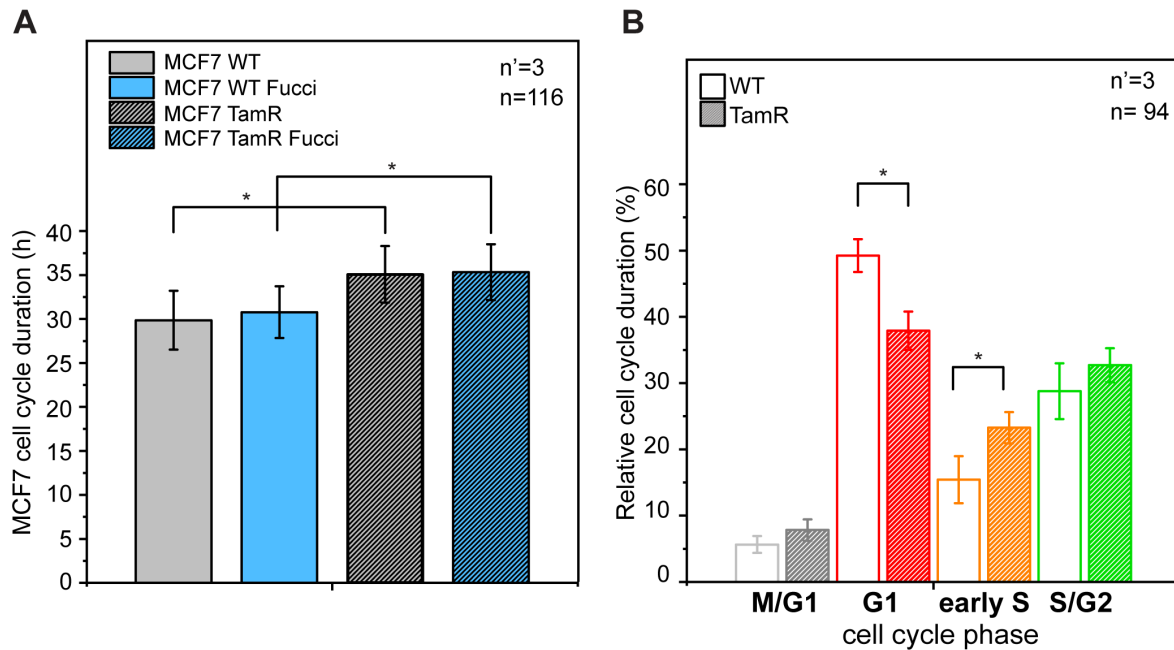 A
MCF7 WT
MCF7 WT Fucci
MCF7 TamR
MCF7 TamR Fucci
n’=3
n=116
*
*
MCF7 cell cycle duration (h)
40
35
30
25
20
15
10
5
0
B
WT
TamR
n’=3
n= 94
*
*
Relative cell cycle duration (%)
60
50
40
30
20
10
0
M/G1 G1 early S S/G2
cell cycle phase